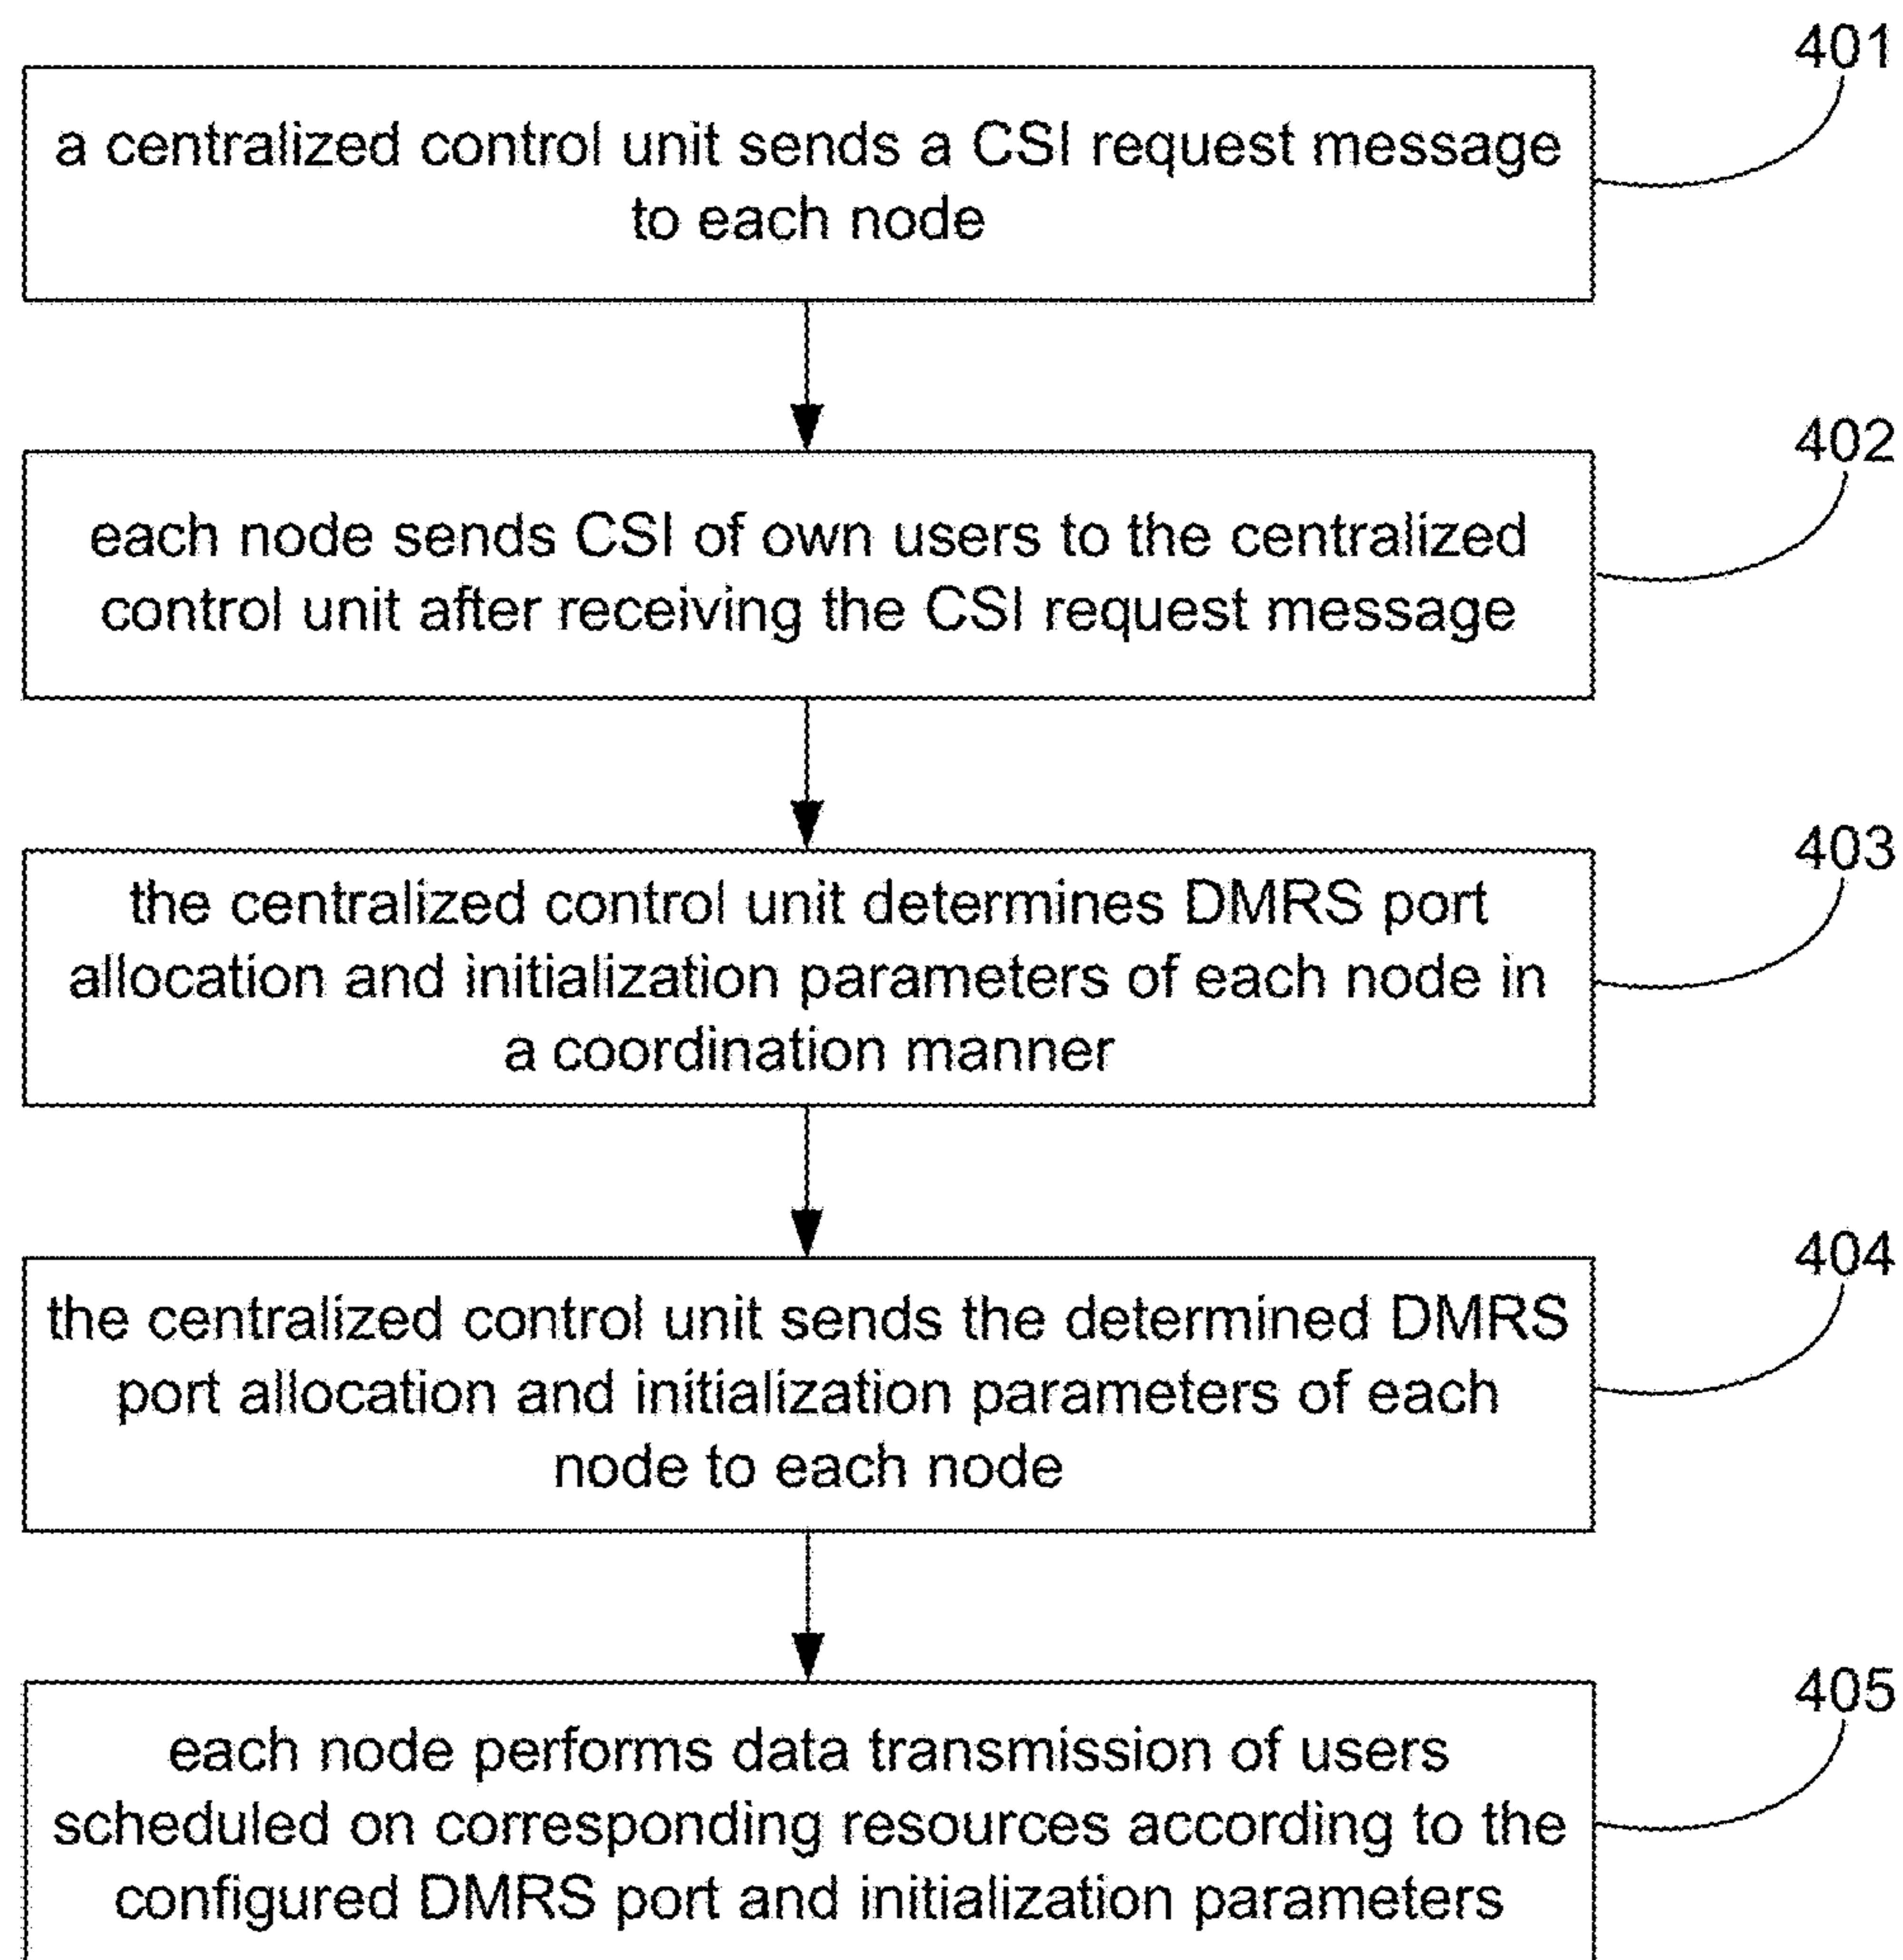 401
a centralized control unit sends a CSI request message
to each node
402
each node sends CSI of own users to the centralized
control unit after receiving the CSI request message
403
the centralized control unit determines DMRS port
allocation and initialization parameters of each node in
a coordination manner
404
the centralized control unit sends the determined DMRS
port allocation and initialization parameters of each
node to each node
405
each node performs data transmission of users
scheduled on corresponding resources according to the
configured DMRS port and initialization parameters